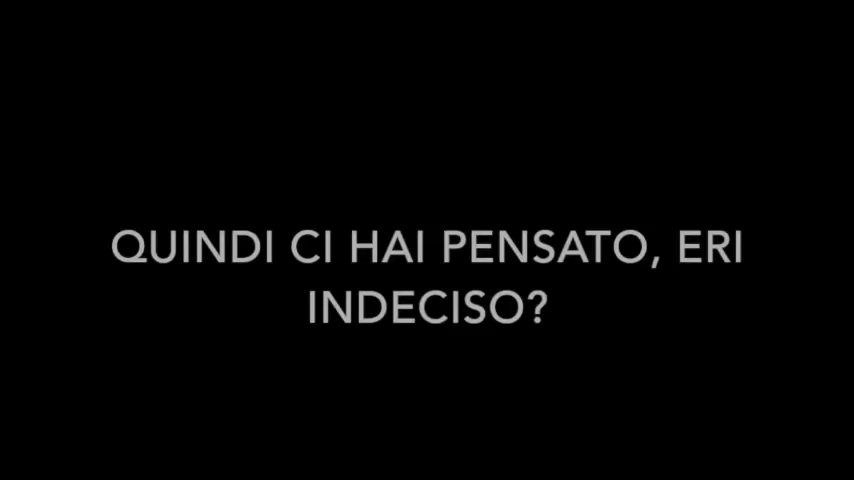 QUINDI CI HAI PENSATO, ERI
INDECISO?